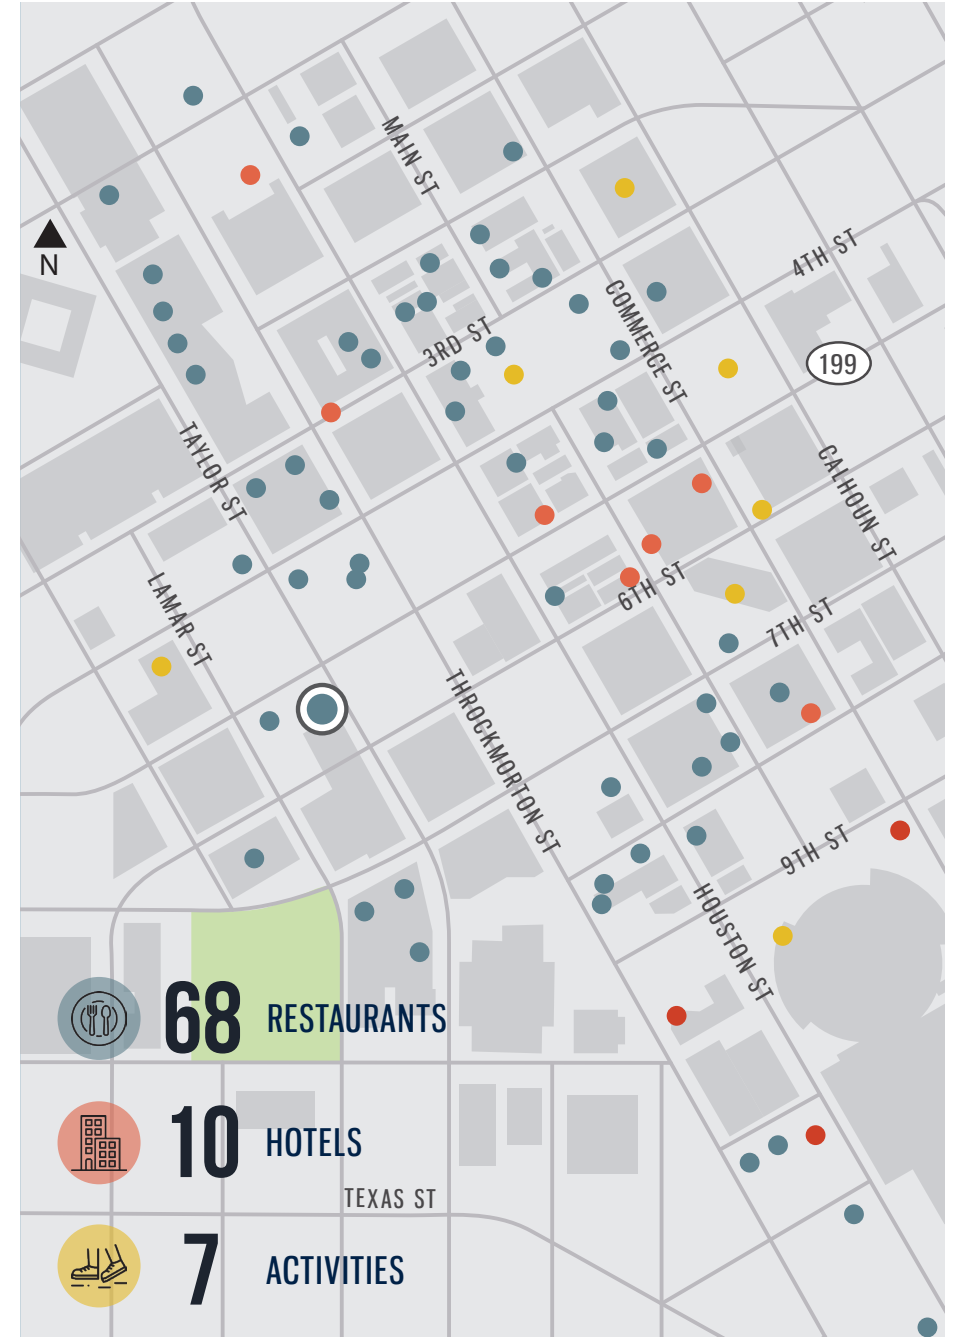 MAIN ST
4TH ST
N
COMMERCE ST
3RD ST
199
TAYLOR ST
CALHOUN ST
LAMAR ST
6TH ST
7TH ST
THROCKMORTON ST
9TH ST
HOUSTON ST
68 RESTAURANTS
10 HOTELS
TEXAS ST
7 ACTIVITIES